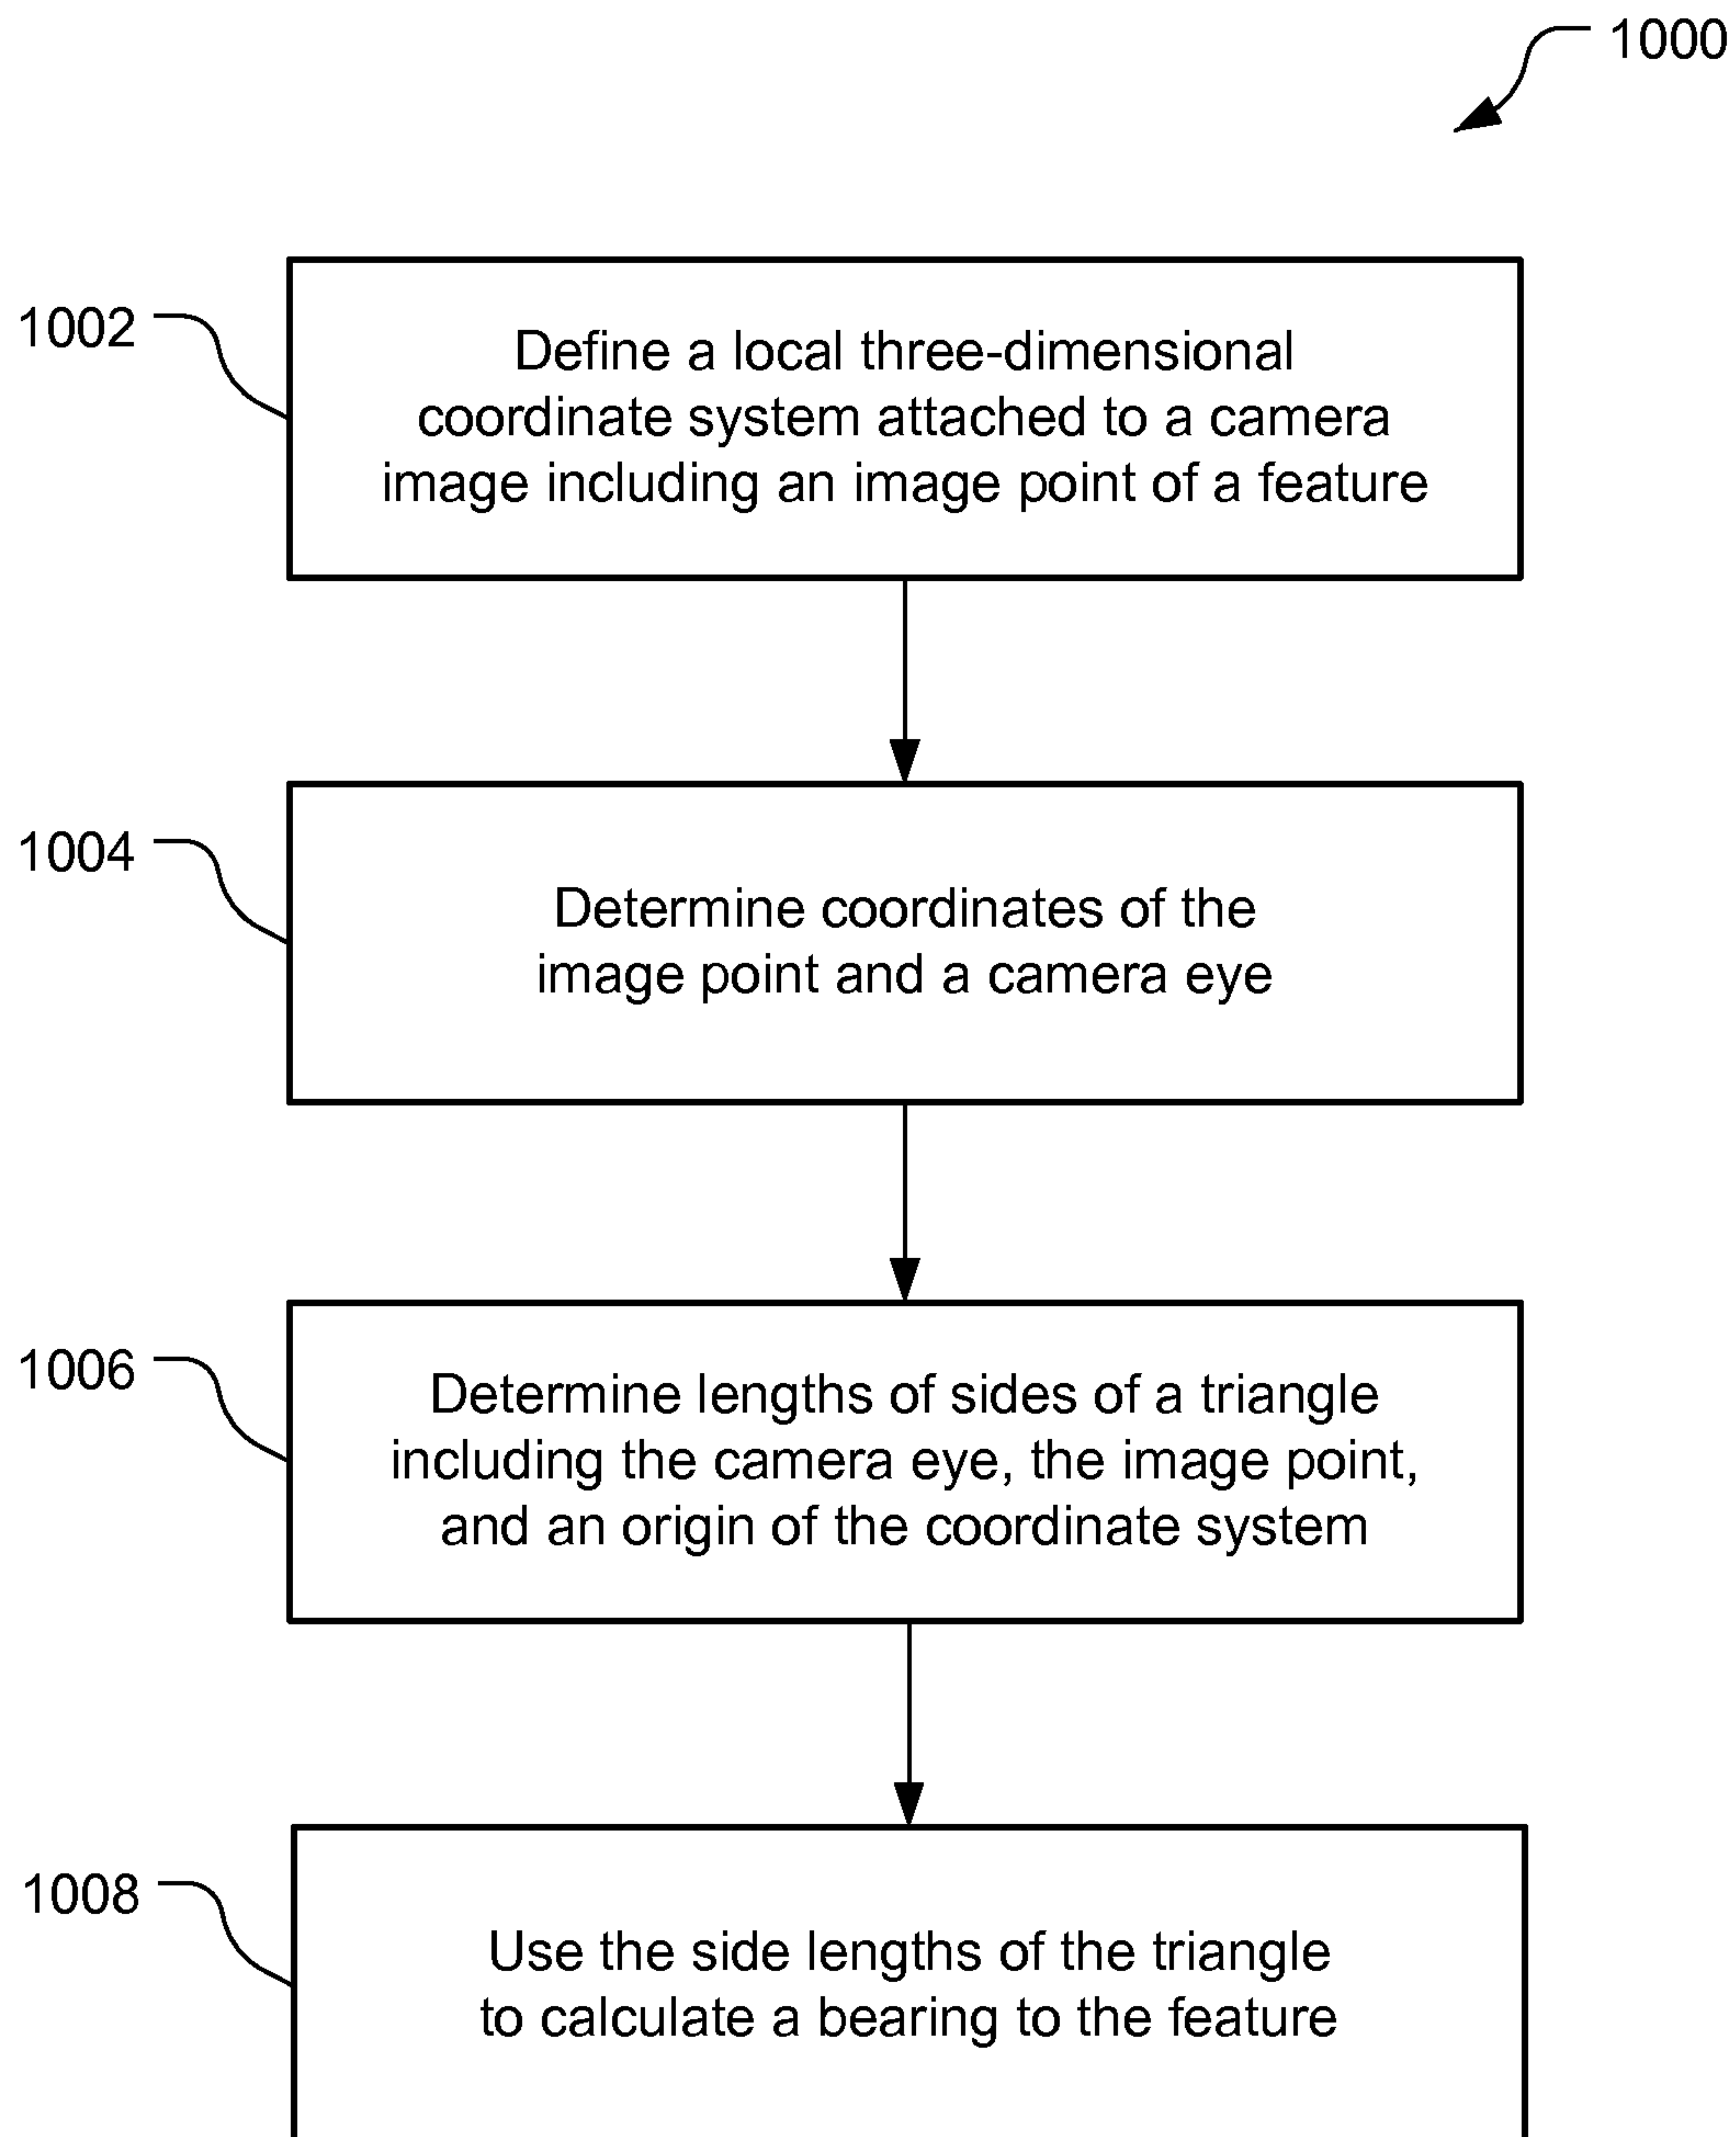 1000
1002
Define a local three-dimensional
coordinate system attached to a camera
image including an image point of a feature
1004
Determine coordinates of the
image point and a camera eye
1006
Determine lengths of sides of a triangle
including the camera eye, the image point,
and an origin of the coordinate system
1008
Use the side lengths of the triangle
to calculate a bearing to the feature